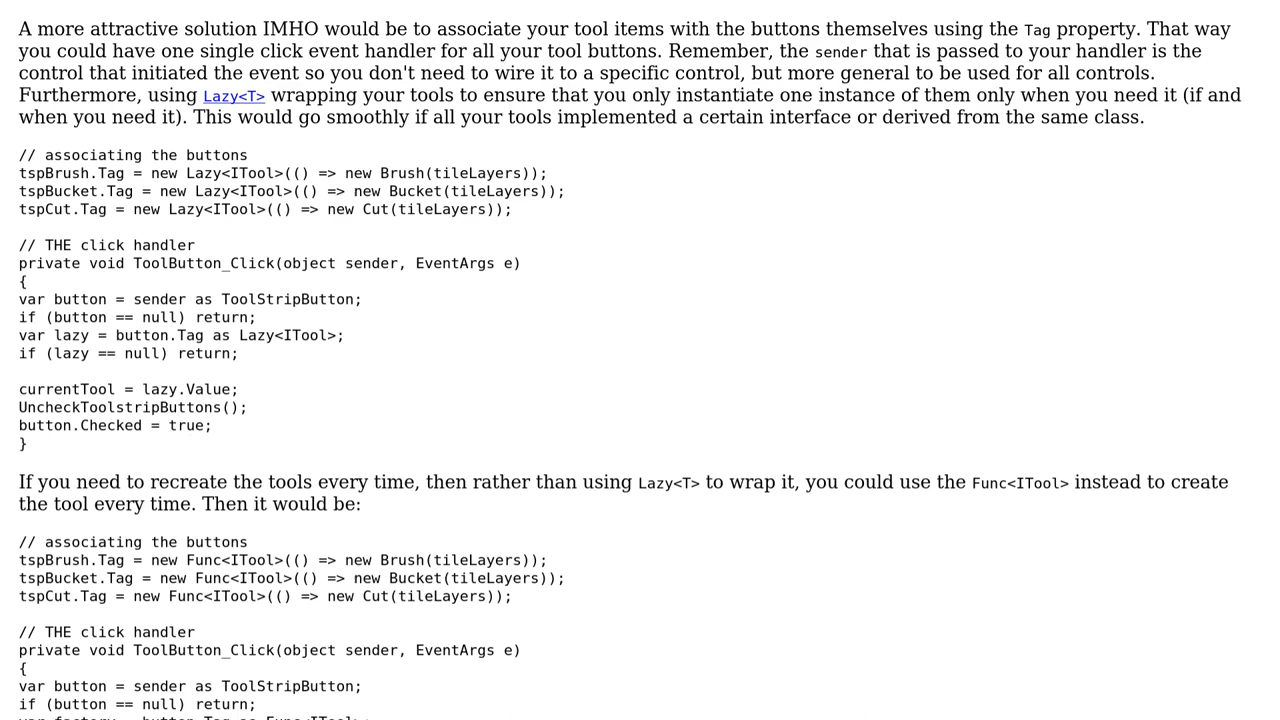 A more attractive solution IMHO would be to associate your tool items with the buttons themselves using the Tag property. That way
you could have one single click event handler for all your tool buttons. Remember, the sender that is passed to your handler is the
control that initiated the event so you don't need to wire it to a specific control, but more general to be used for all controls.
Furthermore, using Lazy<T> wrapping your tools to ensure that you only instantiate one instance of them only when you need it (if and
when you need it). This would go smoothly if all your tools implemented a certain interface or derived from the same class.
// associating the buttons
tspBrush.Tag = new Lazy<ITool>(() => new Brush(tileLayers));
tspBucket.Tag = new Lazy<ITool>(() => new Bucket(tileLayers));
tspCut.Tag = new Lazy<ITool>(() => new Cut(tileLayers));
// THE click handler
private void ToolButton_Click(object sender, EventArgs e)
{
var button = sender as ToolStripButton;
if (button == null) return;
var lazy = button.Tag as Lazy<ITool>;
if (lazy == null) return;
currentTool = lazy.Value;
UncheckToolstripButtons();
button.Checked = true;
}
If you need to recreate the tools every time, then rather than using Lazy<T> to wrap it, you could use the Func<ITool> instead to create
the tool every time. Then it would be:
// associating the buttons
tspBrush.Tag = new Func<ITool>(() => new Brush(tileLayers));
tspBucket.Tag = new Func<ITool>(() => new Bucket(tileLayers));
tspCut.Tag = new Func<ITool>(() => new Cut(tileLayers));
// THE click handler
private void ToolButton_Click(object sender, EventArgs e)
{
var button = sender as ToolStripButton;
if (button == null) return;